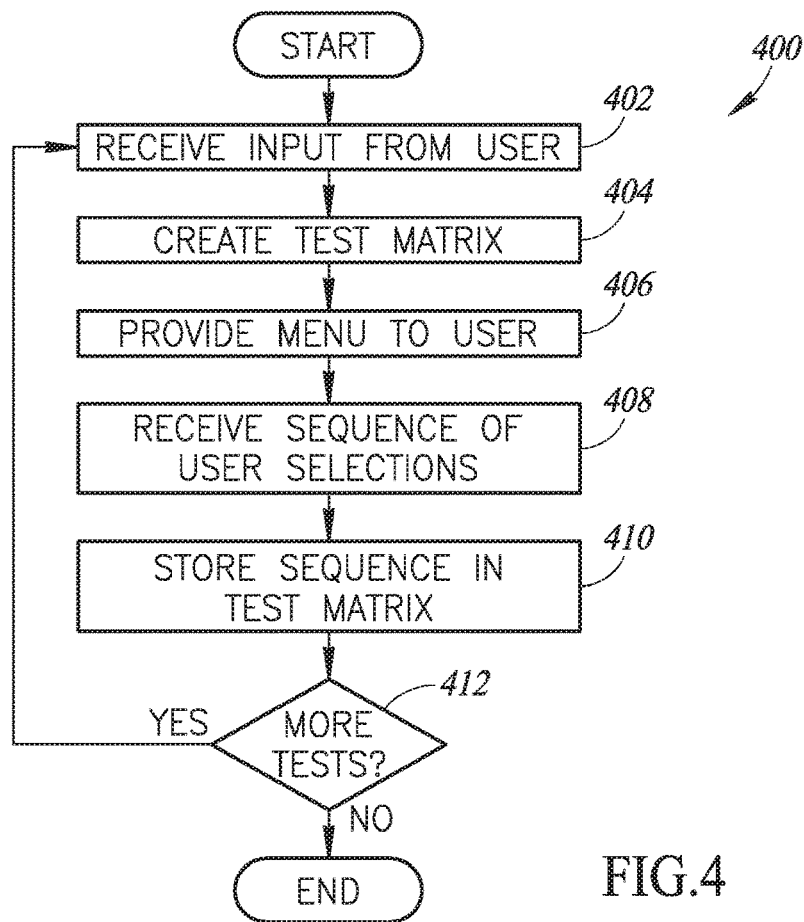 START
400
RECEIVE INPUT FROM USER
402
CREATE TEST MATRIX
404
PROVIDE MENU TO USER
406
RECEIVE SEQUENCE OF
USER SELECTIONS
408
STORE SEQUENCE IN
TEST MATRIX
410
YES
MORE
TESTS?
412
NO
END
FIG.4